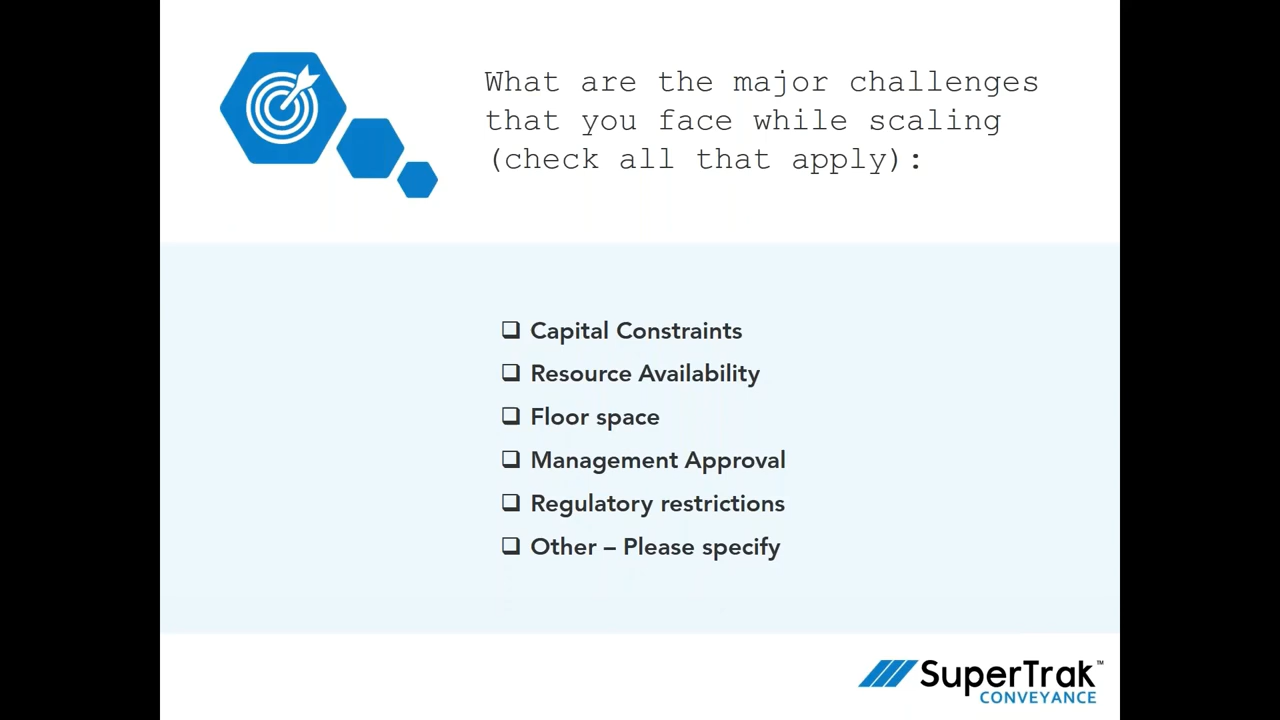 What are the major challenges
that you face while scaling
(check all that apply):
❑ Capital Constraints
❑ Resource Availability
❑ Floor space
❑ Management Approval
❑ Regulatory restrictions
❑ Other – Please specify
SuperTrak™
CONVEYANCE